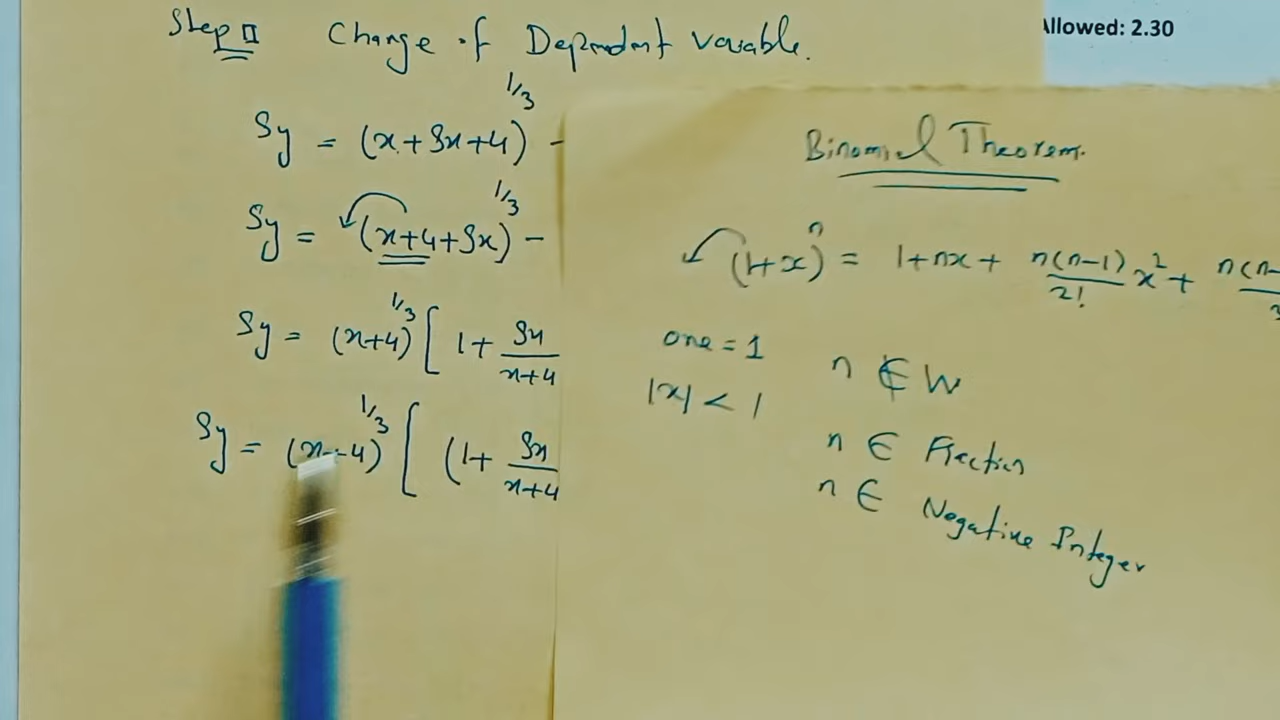 Step II Change of Dependent Variable.
Allowed: 2.30
δy = (x+δx+4)^1/3 -
δy = (x+4+δx)^1/3 -
δy = (x+4)^1/3 [ 1+ δx/x+4
δy = (x+4)^1/3 [ (1+ δx/x+4
Binomial Theorem.
(1+x)^n = 1+nx+ n(n-1)/2! x^2 + n(n-/3
one = 1
|x| < 1
n ∉ W
n ∈ Fraction
n ∈ Negative Integer